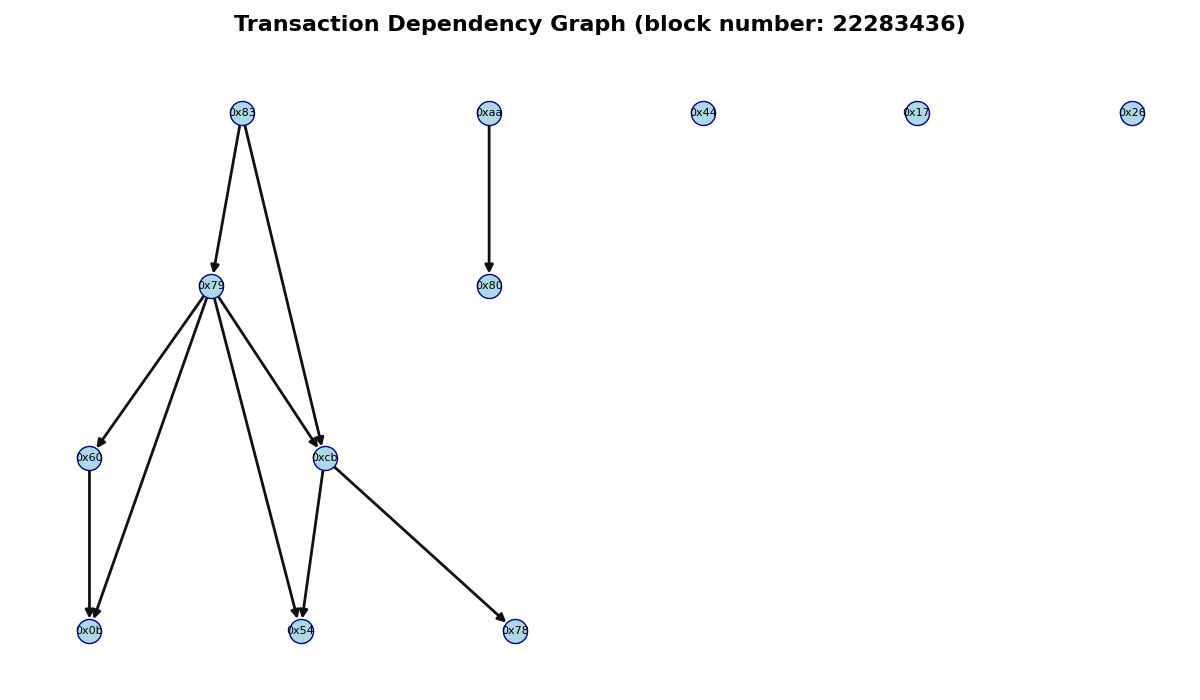 Transaction Dependency Graph (block number: 22283436)
0x83
0xaa
0x44
0x17
0x26
0x79
0x80
0x60
0xcb
0x0b
0x54
0x78